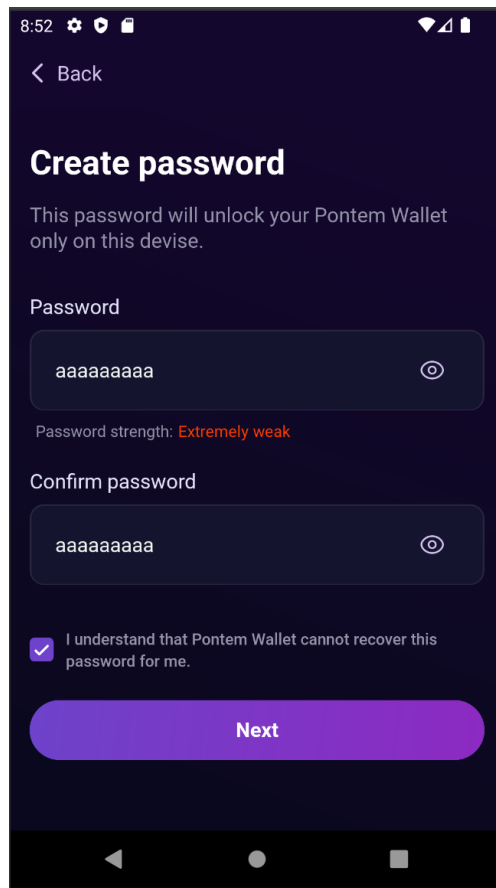 8:52
Back
Create password
This password will unlock your Pontem Wallet
only on this devise.
Password
aaaaaaaaa
Password strength: Extremely weak
Confirm password
aaaaaaaaa
I understand that Pontem Wallet cannot recover this
password for me.
Next